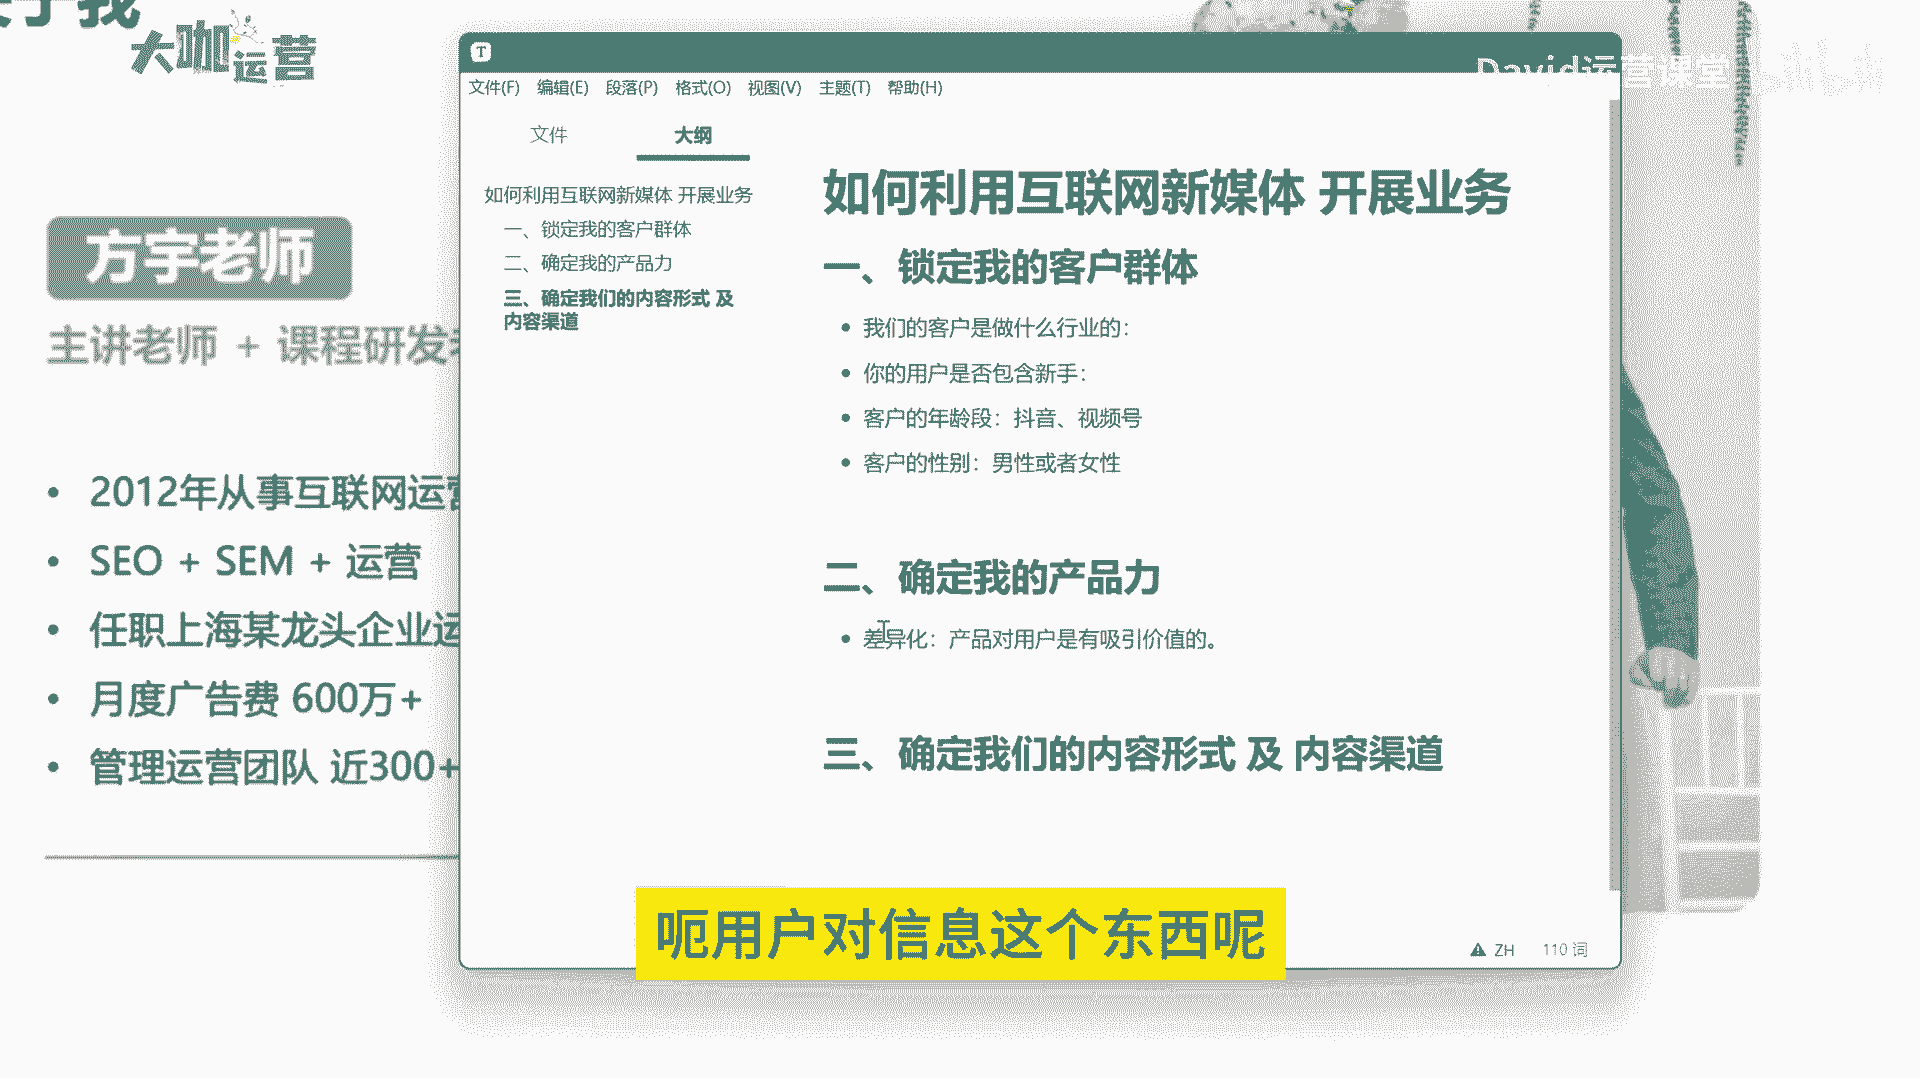 大咖运营
David运营课堂
T
文件(F) 编辑(E) 段落(P) 格式(O) 视图(V) 主题(T) 帮助(H)
文件 大纲
如何利用互联网新媒体 开展业务
一、锁定我的客户群体
二、确定我的产品力
三、确定我们的内容形式 及
内容渠道
如何利用互联网新媒体 开展业务
一、锁定我的客户群体
我们的客户是做什么行业的：
你的用户是否包含新手：
客户的年龄段：抖音、视频号
客户的性别：男性或者女性
二、确定我的产品力
差异化：产品对用户是有吸引价值的。
三、确定我们的内容形式 及 内容渠道
ZH 110 词
方宇老师
主讲老师 + 课程研发
2012年从事互联网运营
SEO + SEM + 运营
任职上海某龙头企业运
月度广告费 600万+
管理运营团队 近300+
呃用户对信息这个东西呢